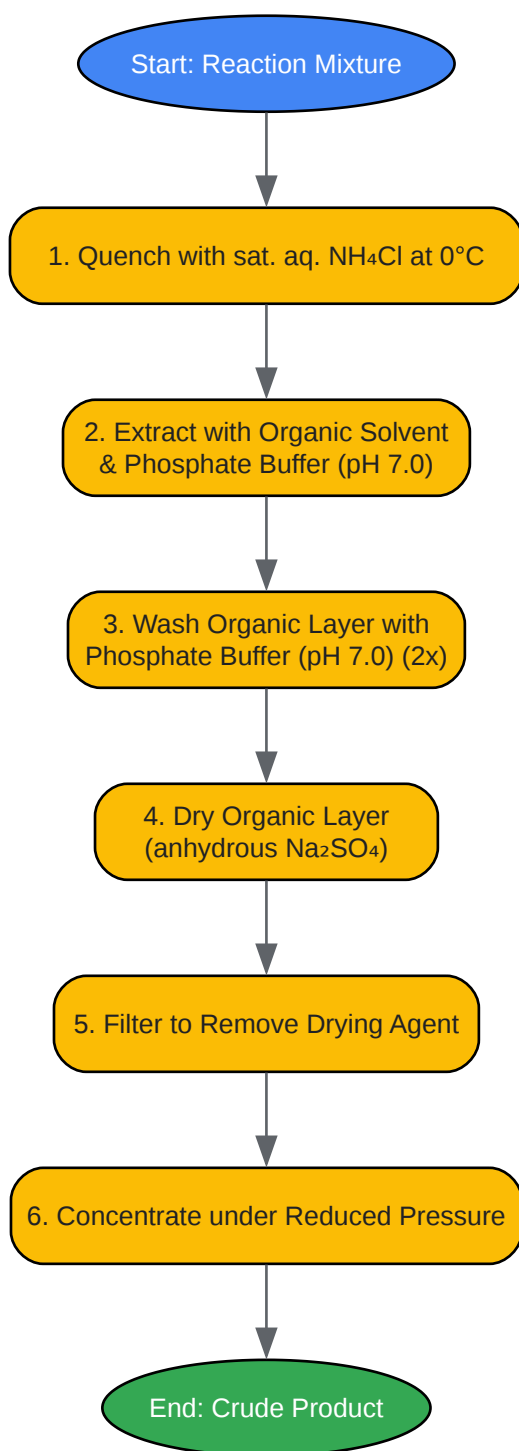 Start: Reaction Mixture
1. Quench with sat. aq. NH₄Cl at 0°C
2. Extract with Organic Solvent
& Phosphate Buffer (pH 7.0)
3. Wash Organic Layer with
Phosphate Buffer (pH 7.0) (2x)
4. Dry Organic Layer
(anhydrous Na₂SO₄)
5. Filter to Remove Drying Agent
6. Concentrate under Reduced Pressure
End: Crude Product